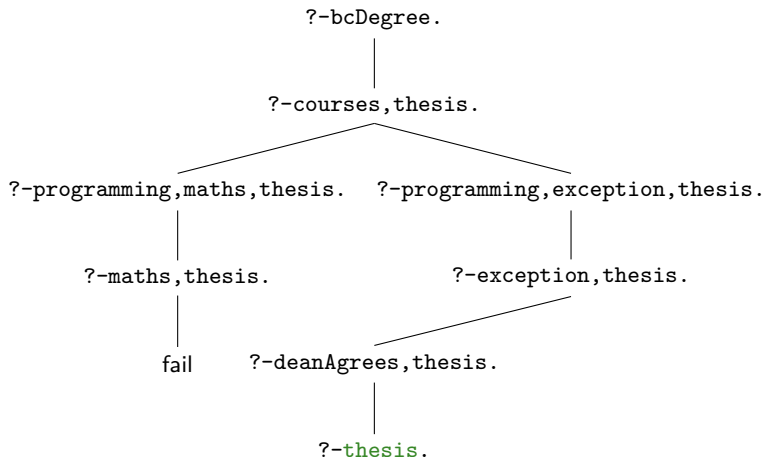 ?-bcDegree.
?-courses,thesis.
?-programming,maths,thesis. ?-programming,exception,thesis.
?-maths,thesis. ?-exception,thesis.
fail ?-deanAgrees,thesis.
?-thesis.